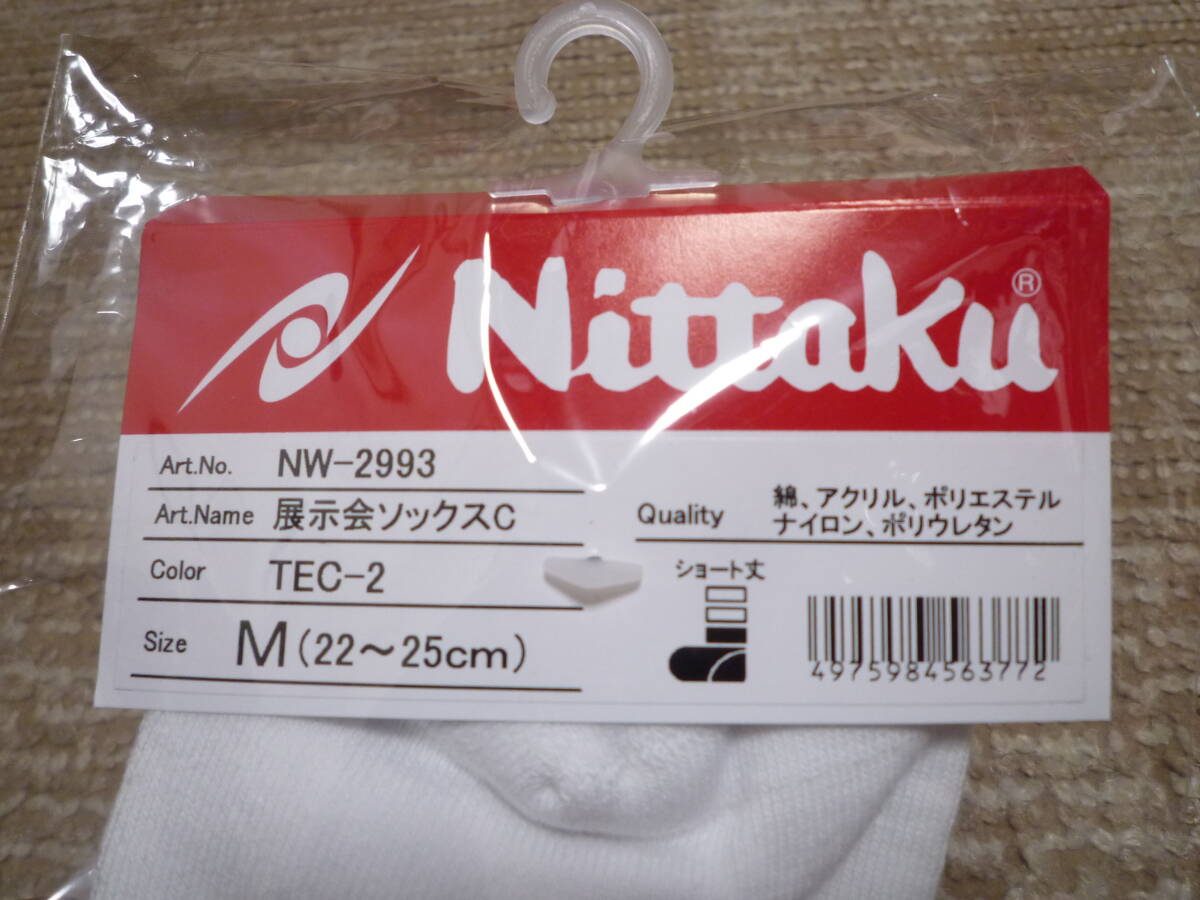 Nittaku®
Art.No. NW-2993
Art.Name 展示会ソックスC
Color TEC-2
Size M(22～25cm)
Quality 綿、アクリル、ポリエステル
ナイロン、ポリウレタン
ショート丈
4975984563772